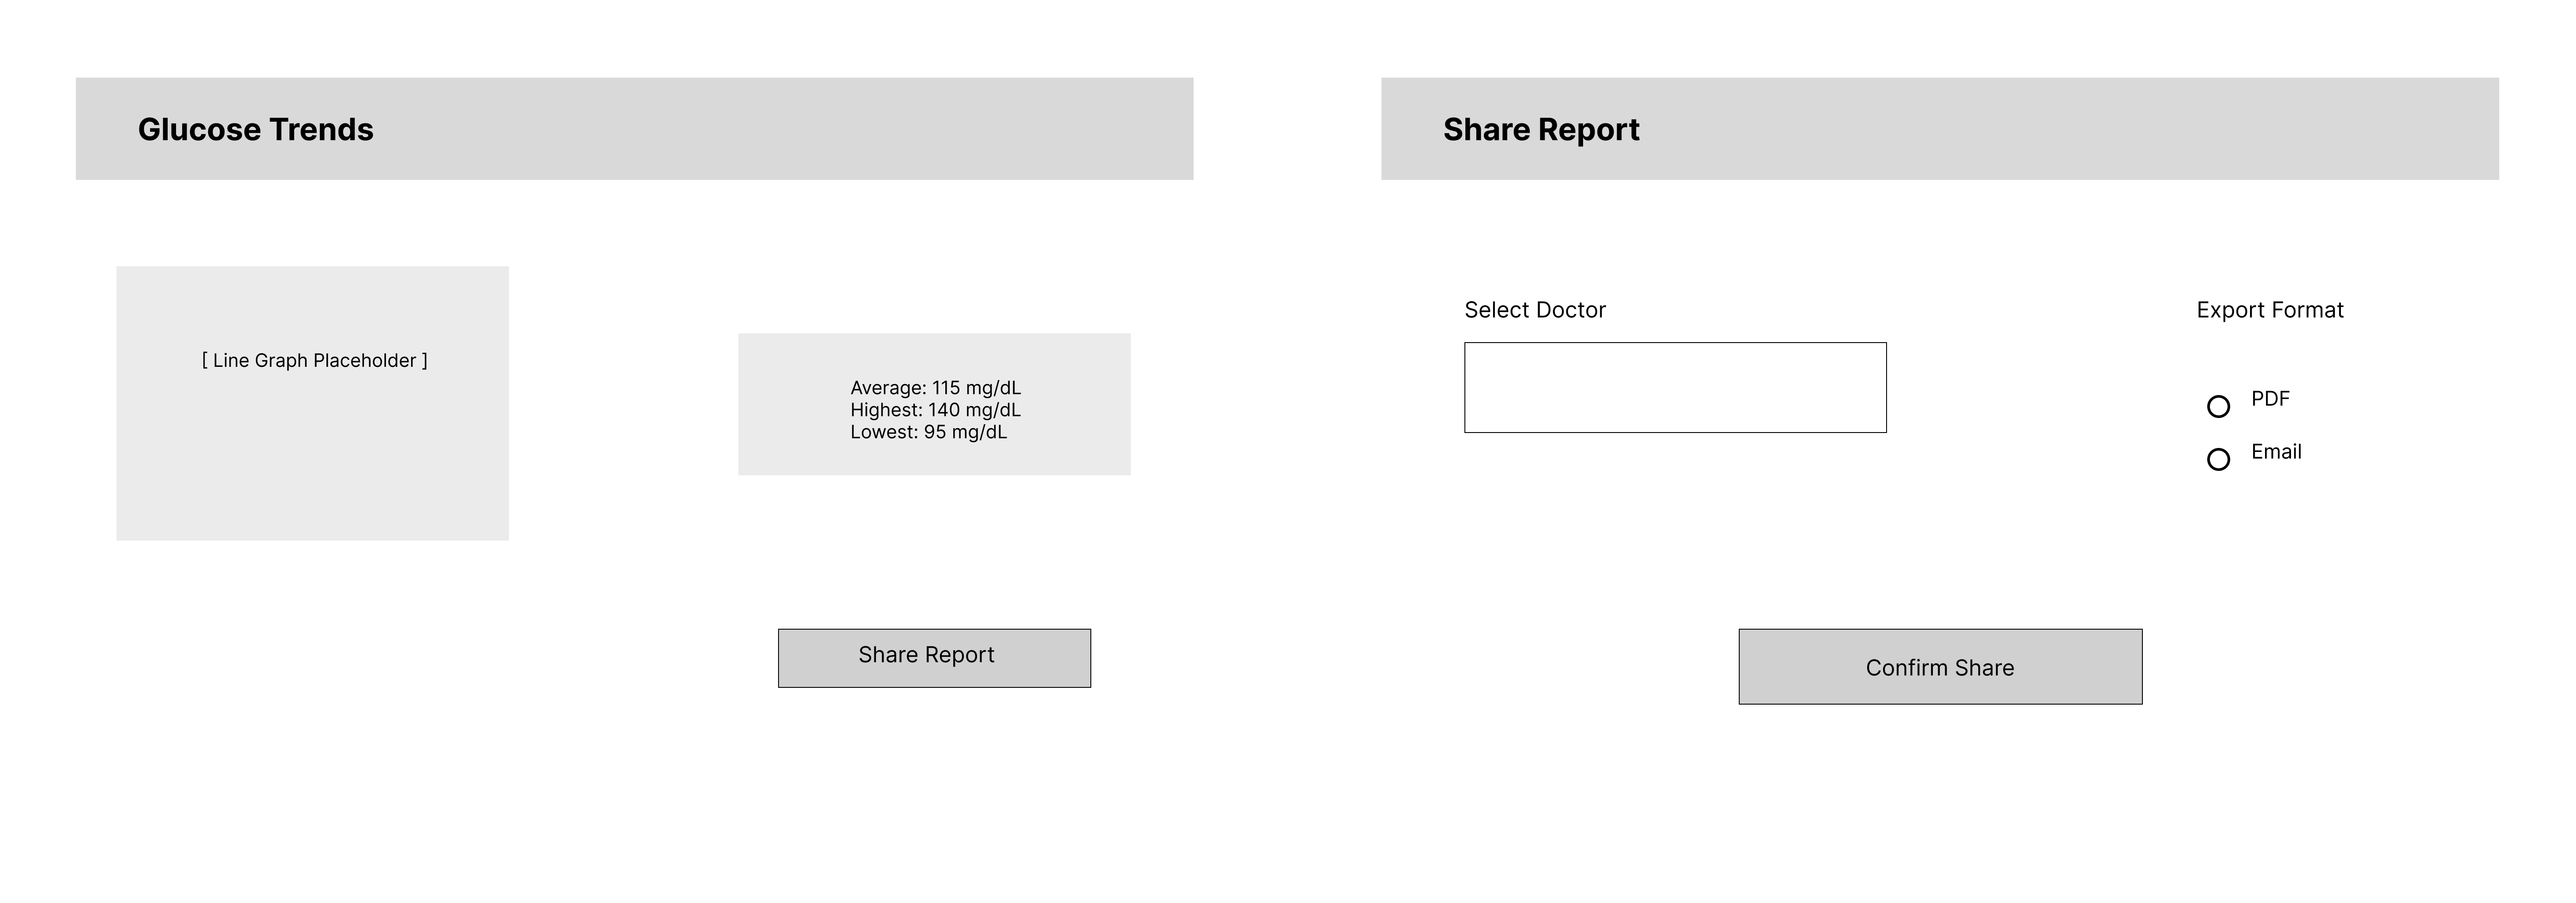 Glucose Trends
[ Line Graph Placeholder ]
Average: 115 mg/dL
Highest: 140 mg/dL
Lowest: 95 mg/dL
Share Report
Share Report
Select Doctor
Export Format
PDF
Email
Confirm Share